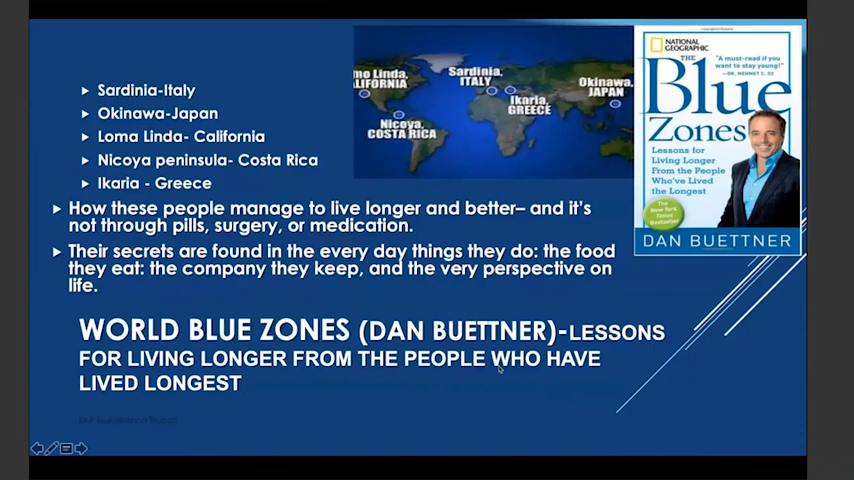 Sardinia-Italy
Okinawa-Japan
Loma Linda- California
Nicoya peninsula- Costa Rica
Ikaria - Greece
How these people manage to live longer and better– and it's
not through pills, surgery, or medication.
Their secrets are found in the every day things they do: the food
they eat: the company they keep, and the very perspective on
life.
WORLD BLUE ZONES (DAN BUETTNER)-LESSONS
FOR LIVING LONGER FROM THE PEOPLE WHO HAVE
LIVED LONGEST
mo Linda,
LIFORNIA
Sardinia,
ITALY
Okinawa,
JAPAN
Ikaria,
GREECE
Nicoya,
COSTA RICA
NATIONAL
GEOGRAPHIC
"A must-read if you
want to stay young!"
—DR. MEHMET C. OZ
THE
Blue
Zones
Lessons for
Living Longer
From the People
Who've Lived
the Longest
The
New York
Times
Bestseller
DAN BUETTNER